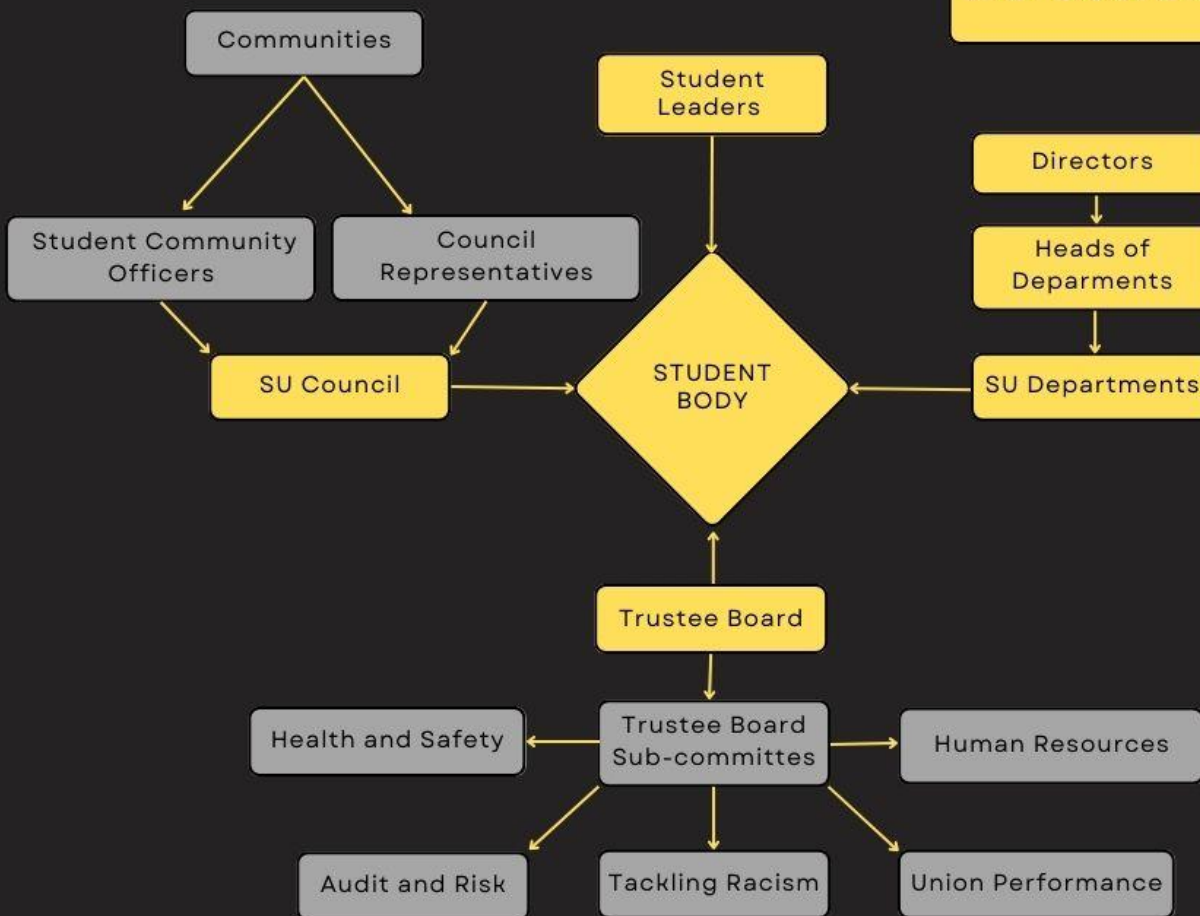 Communities
Student
Leaders
Directors
Student Community
Officers
Council
Representatives
Heads of
Deparments
SU Council
STUDENT
BODY
SU Departments
Trustee Board
Health and Safety
Trustee Board
Sub-committes
Human Resources
Audit and Risk
Tackling Racism
Union Performance